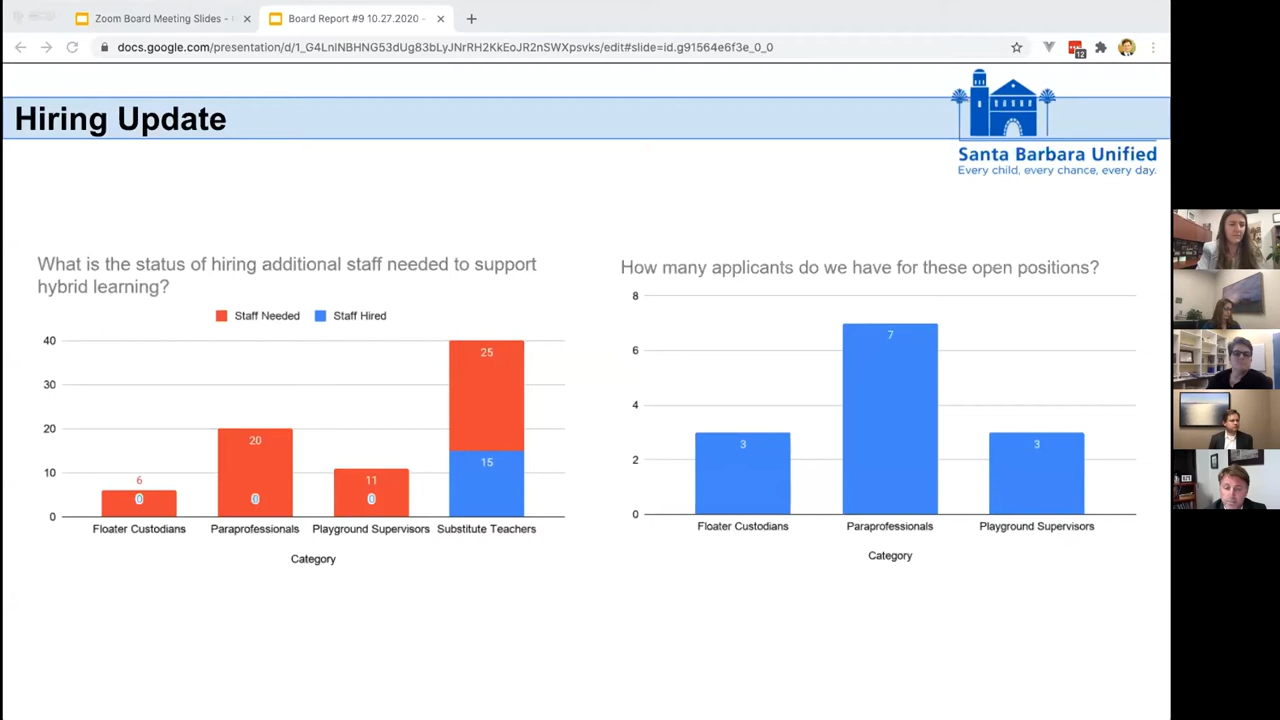 Zoom Board Meeting Slides -
Board Report #9 10.27.2020 -
docs.google.com/presentation/d/1_G4LnINBHNG53dUg83bLyJNrRH2KkEoJR2nSWXpsvks/edit#slide=id.g91564e6f3e_0_0
12
Hiring Update
Santa Barbara Unified
Every child, every chance, every day.
What is the status of hiring additional staff needed to support
hybrid learning?
Staff Needed Staff Hired
40
30
20
10
0
6
0
20
0
11
0
25
15
Floater Custodians Paraprofessionals Playground Supervisors Substitute Teachers
Category
How many applicants do we have for these open positions?
8
6
4
2
0
3
7
3
Floater Custodians Paraprofessionals Playground Supervisors
Category